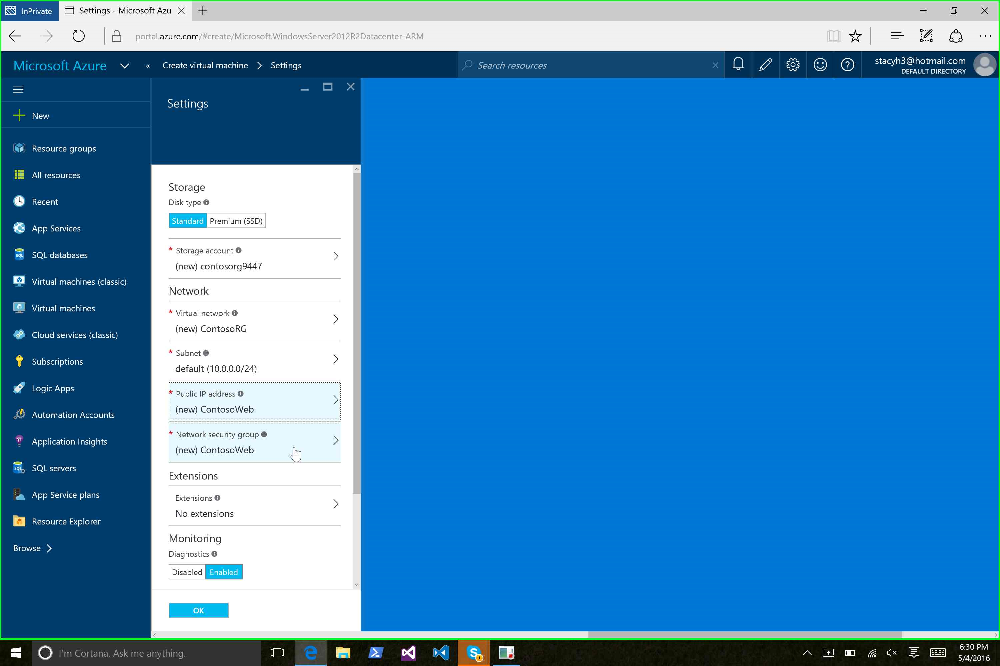 InPrivate
Settings - Microsoft Azu
portal.azure.com/#create/Microsoft.WindowsServer2012R2Datacenter-ARM
Microsoft Azure
« Create virtual machine > Settings
Search resources
stacyh3@hotmail.com
DEFAULT DIRECTORY
Settings
New
Resource groups
All resources
Recent
App Services
SQL databases
Virtual machines (classic)
Virtual machines
Cloud services (classic)
Subscriptions
Logic Apps
Automation Accounts
Application Insights
SQL servers
App Service plans
Resource Explorer
Browse >
Storage
Disk type
Standard Premium (SSD)
* Storage account
(new) contosorg9447
Network
* Virtual network
(new) ContosoRG
* Subnet
default (10.0.0.0/24)
* Public IP address
(new) ContosoWeb
* Network security group
(new) ContosoWeb
Extensions
Extensions
No extensions
Monitoring
Diagnostics
Disabled Enabled
OK
I'm Cortana. Ask me anything.
1
6:30 PM
5/4/2016